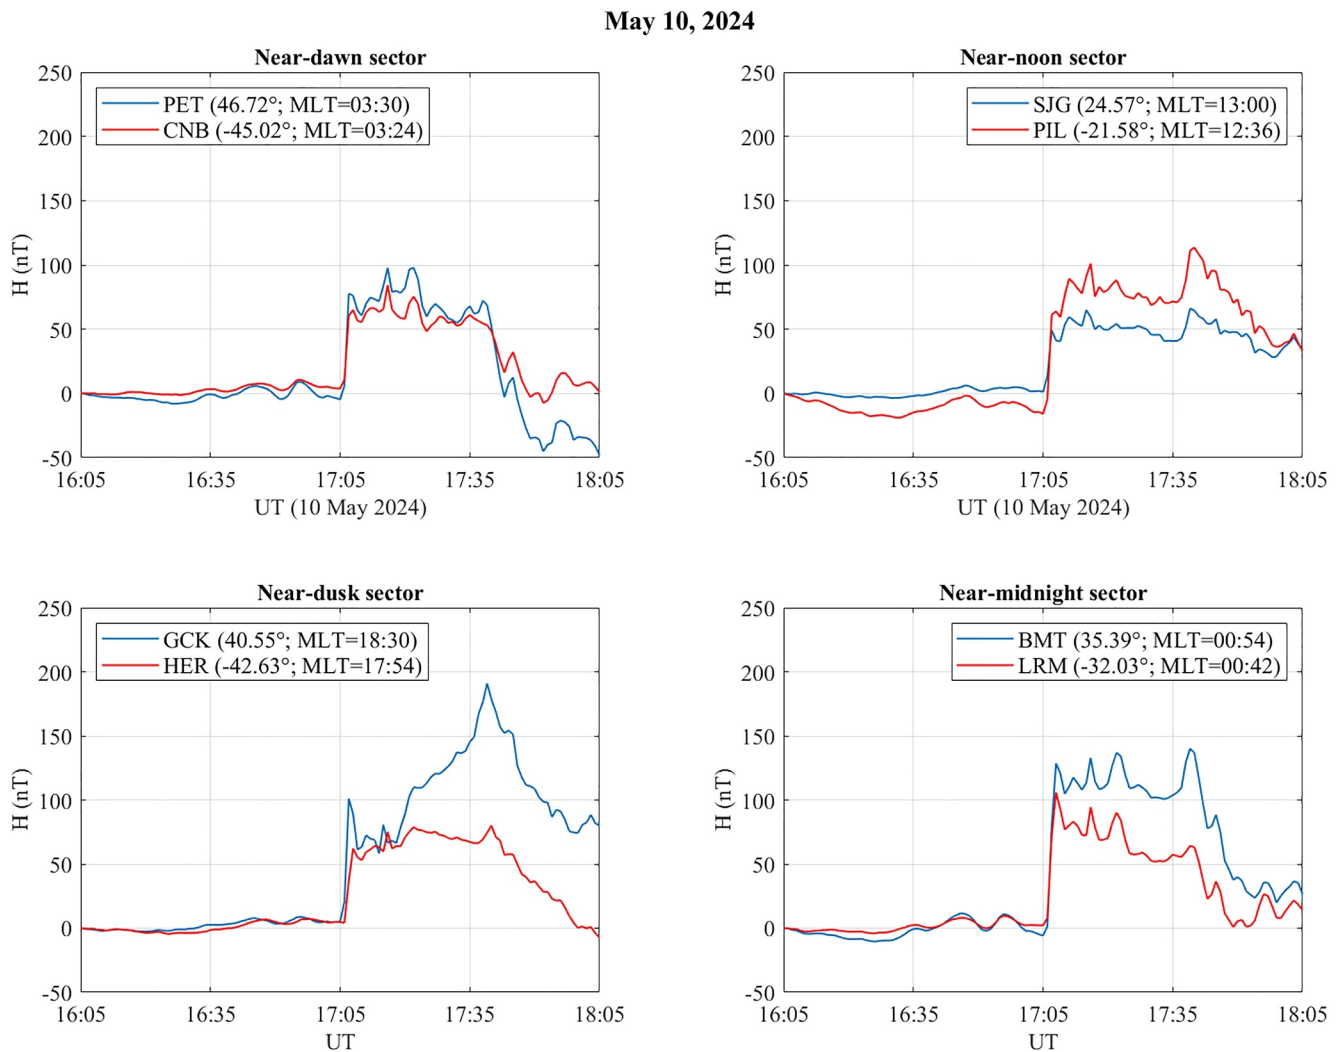 May 10, 2024
Near-dawn sector
250
200
150
100
50
0
-50
H (nT)
PET (46.72°; MLT=03:30)
CNB (-45.02°; MLT=03:24)
16:05 16:35 17:05 17:35 18:05
UT (10 May 2024)
Near-noon sector
250
200
150
100
50
0
-50
H (nT)
SJG (24.57°; MLT=13:00)
PIL (-21.58°; MLT=12:36)
16:05 16:35 17:05 17:35 18:05
UT (10 May 2024)
Near-dusk sector
250
200
150
100
50
0
-50
H (nT)
GCK (40.55°; MLT=18:30)
HER (-42.63°; MLT=17:54)
16:05 16:35 17:05 17:35 18:05
UT
Near-midnight sector
250
200
150
100
50
0
-50
H (nT)
BMT (35.39°; MLT=00:54)
LRM (-32.03°; MLT=00:42)
16:05 16:35 17:05 17:35 18:05
UT